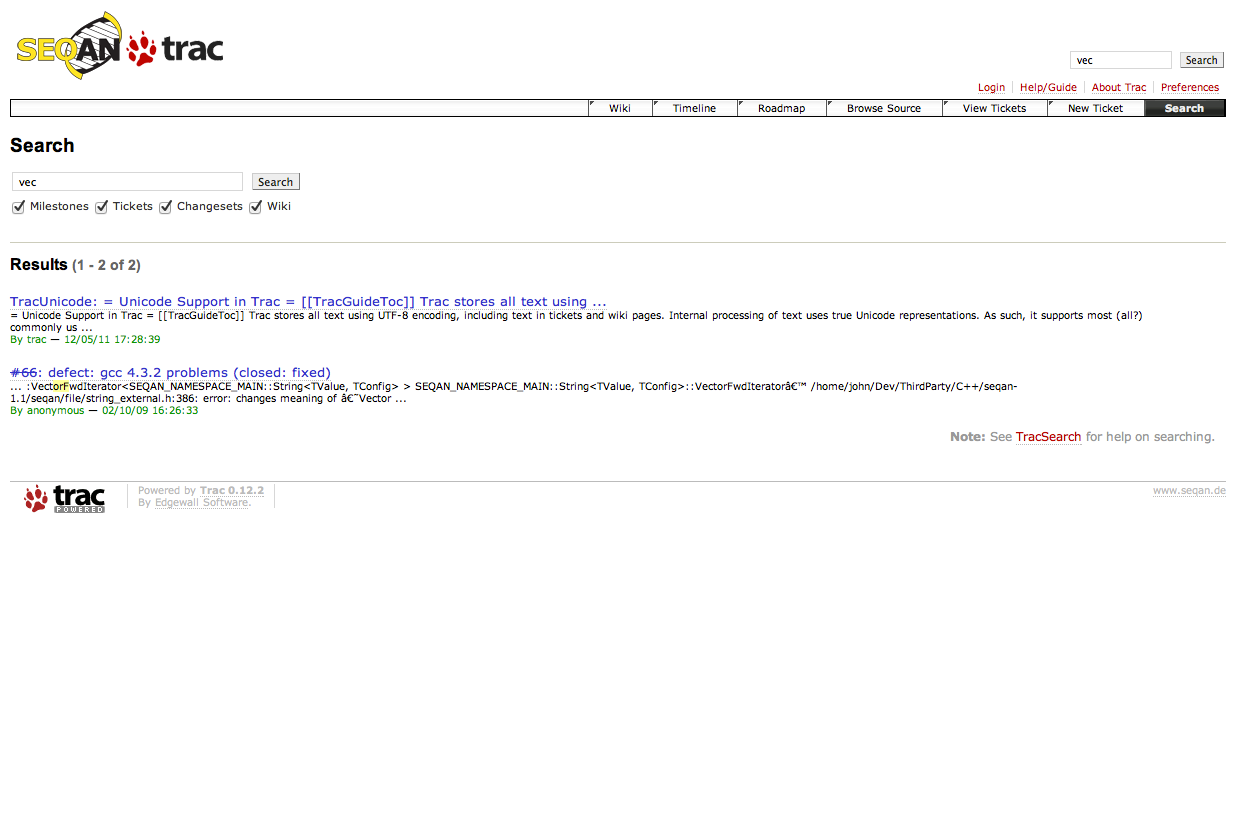 SEQAN trac
vec Search
Login Help/Guide About Trac Preferences
Wiki Timeline Roadmap Browse Source View Tickets New Ticket Search
Search
vec Search
Milestones Tickets Changesets Wiki
Results (1 - 2 of 2)
TracUnicode: = Unicode Support in Trac = [[TracGuideToc]] Trac stores all text using ...
= Unicode Support in Trac = [[TracGuideToc]] Trac stores all text using UTF-8 encoding, including text in tickets and wiki pages. Internal processing of text uses true Unicode representations. As such, it supports most (all?)
commonly us ...
By trac — 12/05/11 17:28:39
#66: defect: gcc 4.3.2 problems (closed: fixed)
... :VectorFwdIterator<SEQAN_NAMESPACE_MAIN::String<TValue, TConfig> > SEQAN_NAMESPACE_MAIN::String<TValue, TConfig>::VectorFwdIteratorâ€™ /home/john/Dev/ThirdParty/C++/seqan-
1.1/seqan/file/string_external.h:386: error: changes meaning of â€˜Vector ...
By anonymous — 02/10/09 16:26:33
Note: See TracSearch for help on searching.
trac POWERED
Powered by Trac 0.12.2
By Edgewall Software.
www.seqan.de